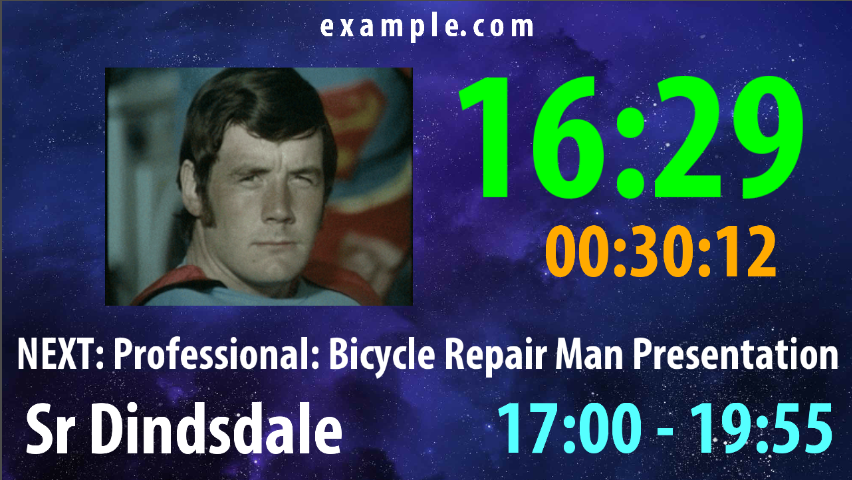 example.com
16:29
00:30:12
NEXT: Professional: Bicycle Repair Man Presentation
Sr Dindsdale
17:00 - 19:55